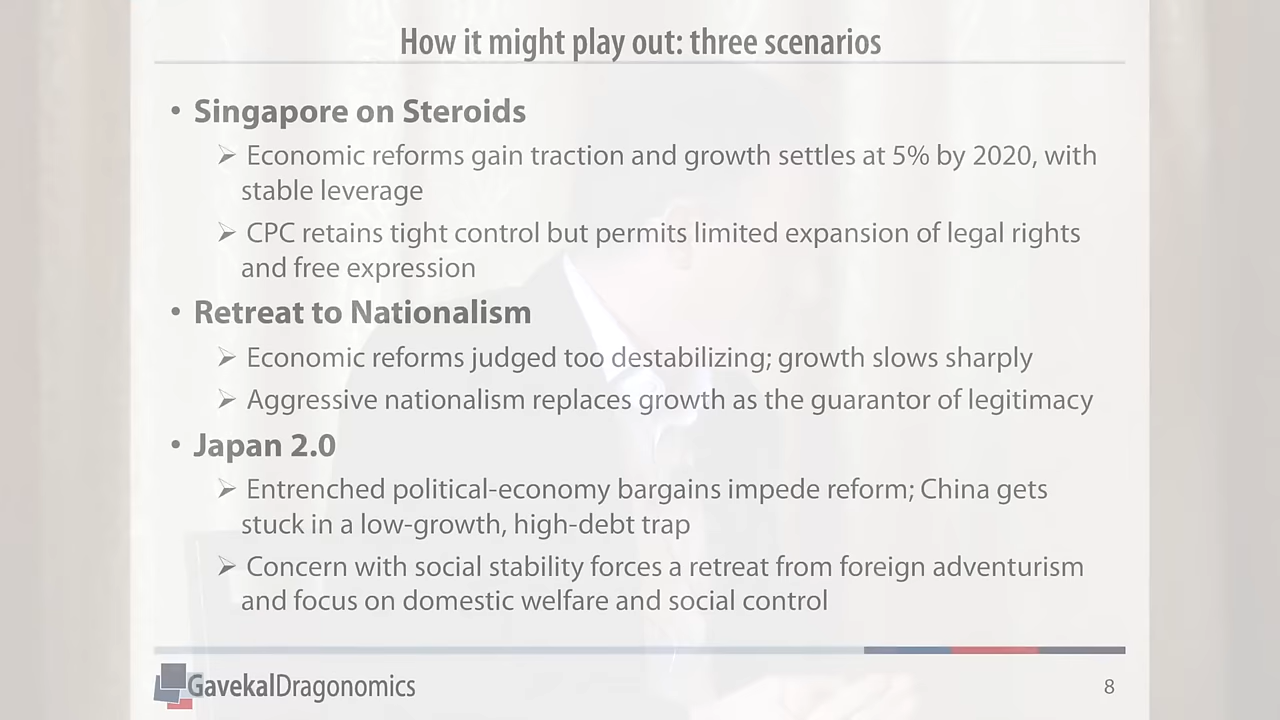 How it might play out: three scenarios
• Singapore on Steroids
➢ Economic reforms gain traction and growth settles at 5% by 2020, with
stable leverage
➢ CPC retains tight control but permits limited expansion of legal rights
and free expression
• Retreat to Nationalism
➢ Economic reforms judged too destabilizing; growth slows sharply
➢ Aggressive nationalism replaces growth as the guarantor of legitimacy
• Japan 2.0
➢ Entrenched political-economy bargains impede reform; China gets
stuck in a low-growth, high-debt trap
➢ Concern with social stability forces a retreat from foreign adventurism
and focus on domestic welfare and social control
GavekalDragonomics
8